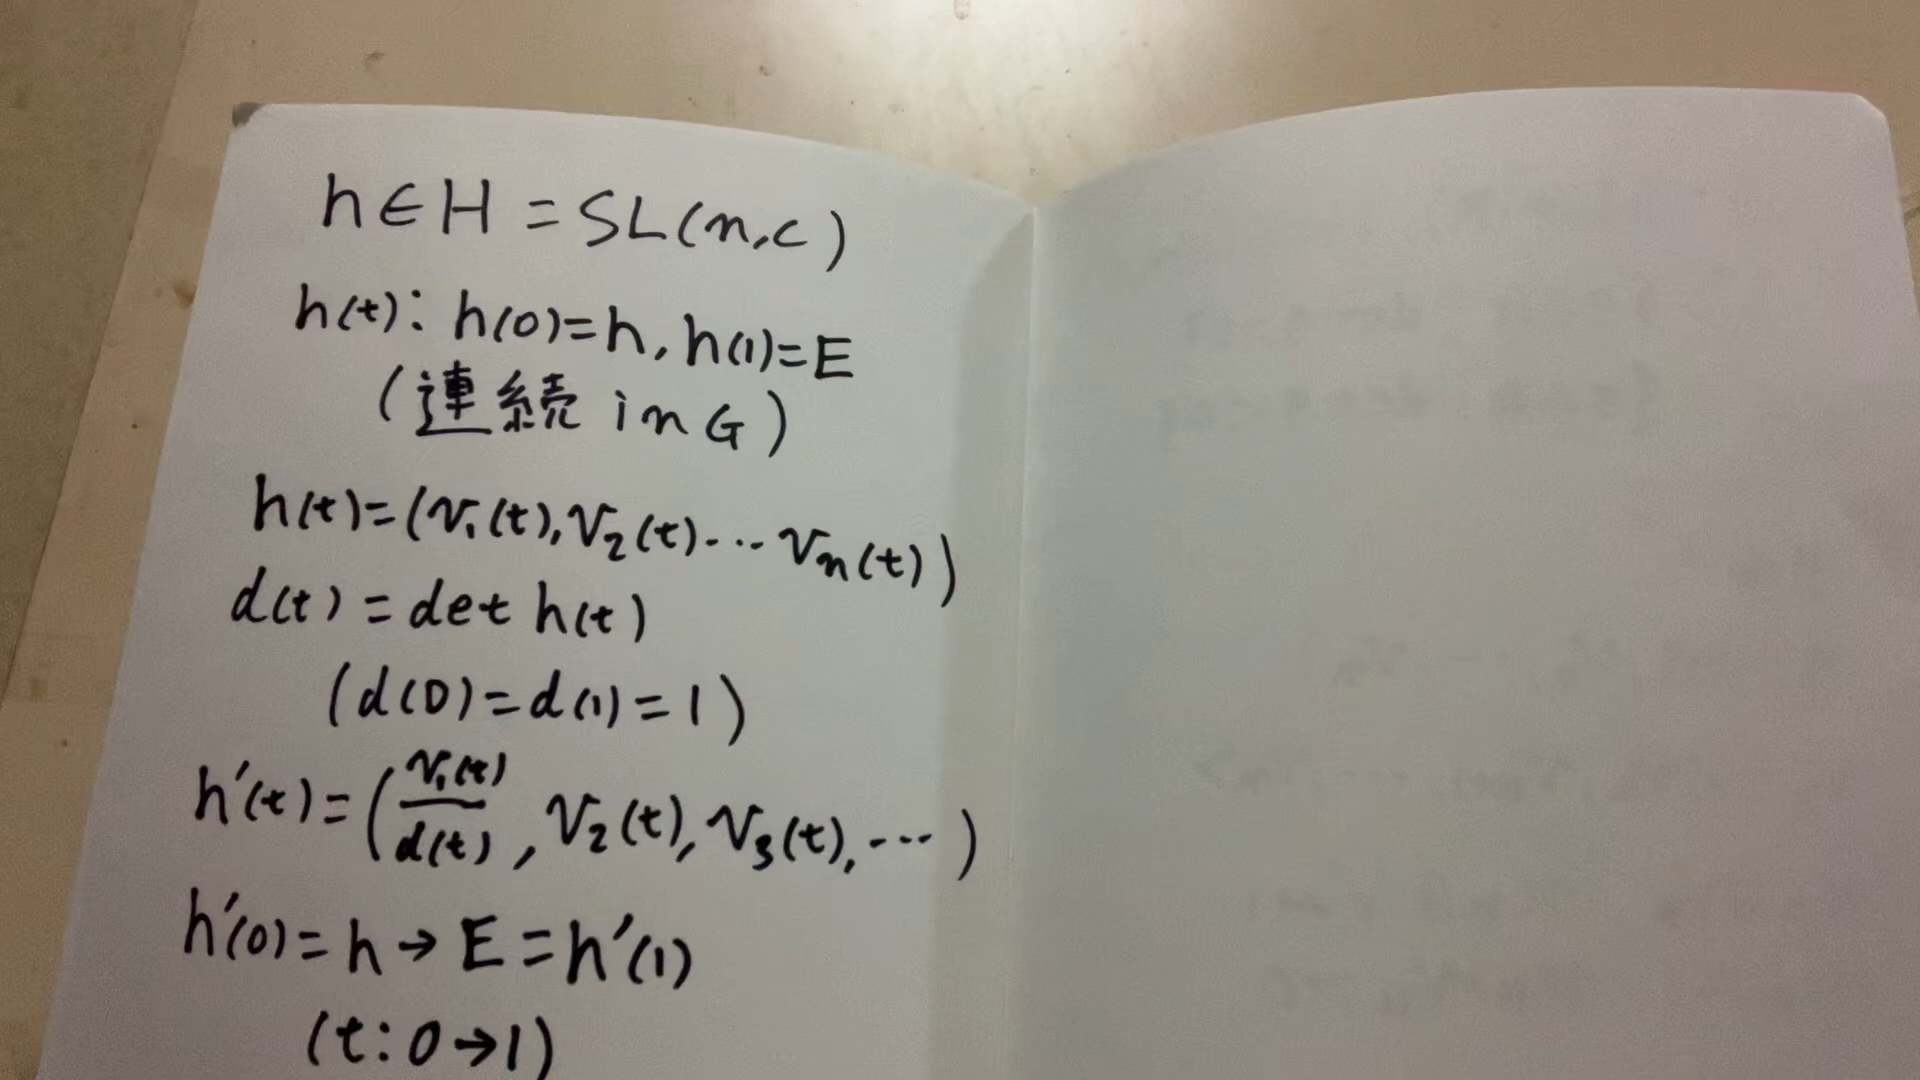 h∈H = SL(n,C)
h(t): h(0)=h, h(1)=E
(連続 in G)
h(t)=(v₁(t), v₂(t)…vₙ(t))
d(t) = det h(t)
(d(0)=d(1)=1)
h′(t)=(v₁(t)/d(t), v₂(t), v₃(t), …)
h′(0)=h→E=h′(1)
(t:0→1)